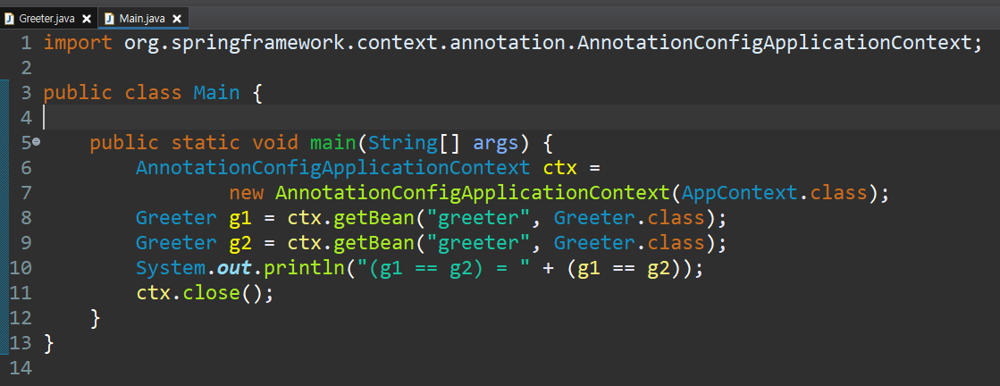 Greeter.java Main.java
1 import org.springframework.context.annotation.AnnotationConfigApplicationContext;
2
3 public class Main {
4
5 public static void main(String[] args) {
6 AnnotationConfigApplicationContext ctx =
7 new AnnotationConfigApplicationContext(AppContext.class);
8 Greeter g1 = ctx.getBean("greeter", Greeter.class);
9 Greeter g2 = ctx.getBean("greeter", Greeter.class);
10 System.out.println("(g1 == g2) = " + (g1 == g2));
11 ctx.close();
12 }
13 }
14